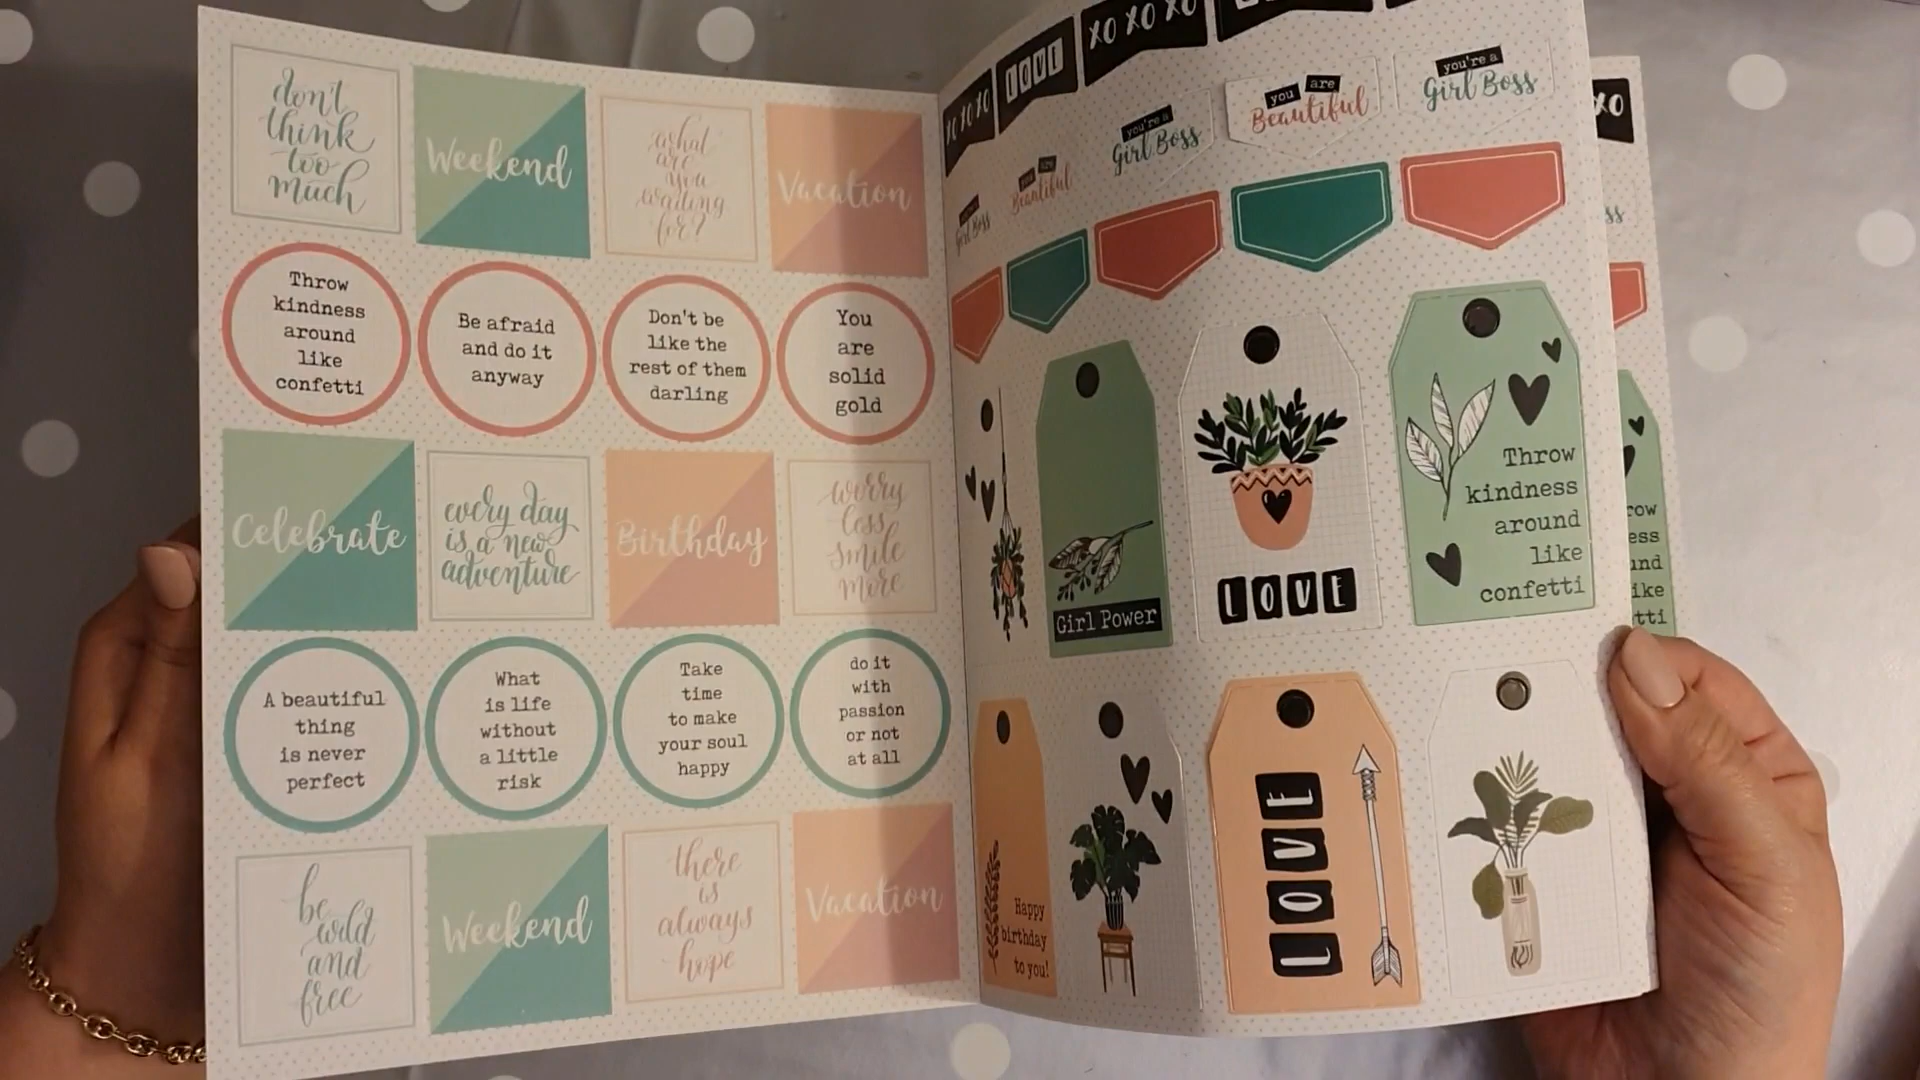 don't
think
too
much
Weekend
what
are
you
waiting
for?
Vacation
Throw
kindness
around
like
confetti
Be afraid
and do it
anyway
Don't be
like the
rest of them
darling
You
are
solid
gold
Celebrate
every day
is a new
adventure
Birthday
worry
less
smile
more
A beautiful
thing
is never
perfect
What
is life
without
a little
risk
Take
time
to make
your soul
happy
do it
with
passion
or not
at all
be
wild
and
free
Weekend
there
is
always
hope
Vacation
XO XO XO
LOVE
XO XO XO
Girl Boss
you are
Beautiful
you're a
Girl Boss
you are
Beautiful
you're a
Girl Boss
XO
Girl Power
LOVE
Throw
kindness
around
like
confetti
Happy
birthday
to you!
LOVE